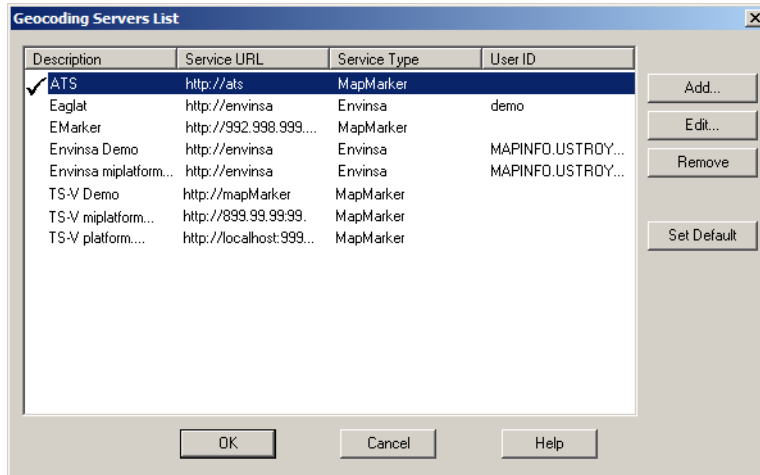 Geocoding Servers List
Description Service URL Service Type User ID
ATS http://ats MapMarker
Eaglat http://envinsa Envinsa demo
EMarker http://992.998.999.... MapMarker
Envinsa Demo http://envinsa Envinsa MAPINFO.USTROY...
Envinsa miplatform... http://envinsa Envinsa MAPINFO.USTROY...
TS-V Demo http://mapMarker MapMarker
TS-V miplatform... http://899.99.99:99. MapMarker
TS-V platform.... http://localhost:999... MapMarker
Add...
Edit...
Remove
Set Default
OK Cancel Help